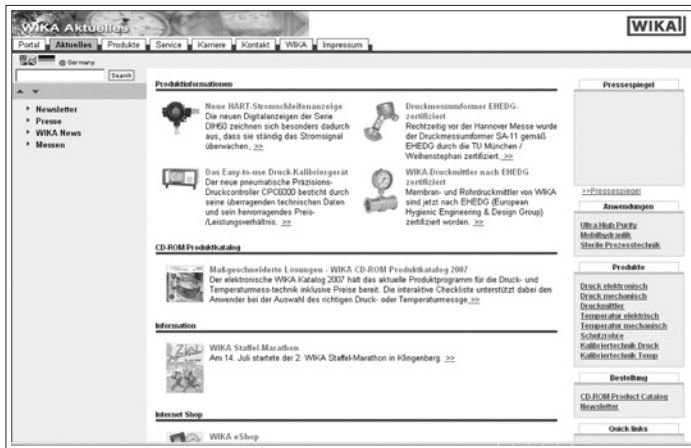 WIKA Aktuelles
WIKA
Portal Aktuelles Produkte Service Karriere Kontakt WIKA Impressum
@ Germany
Search
Newsletter
Presse
WIKA News
Messen
Produktinformationen
Neue HART-Stromschleifenanzeige
Die neuen Digitalanzeigen der Serie
DIH50 zeichnen sich besonders dadurch
aus, dass sie ständig das Stromsignal
überwachen, >>
Druckmessumformer EHEDG-
zertifiziert
Rechtzeitig vor der Hannover Messe wurde
der Druckmessumformer SA-11 gemäß
EHEDG durch die TU München /
Weihenstephan zertifiziert. >>
Das Easy-to-use Druck-Kalibriergerät
Der neue pneumatische Präzisions-
Druckcontroller CPC6000 besticht durch
seine überragenden technischen Daten
und sein hervorragendes Preis-
/Leistungsverhältnis. >>
WIKA-Druckmittler nach EHEDG
zertifiziert
Membran- und Rohrdruckmittler von WIKA
sind jetzt nach EHEDG (European
Hygienic Engineering & Design Group)
zertifiziert worden. >>
CD-ROM Produktkatalog
Maßgeschneiderte Lösungen - WIKA CD-ROM Produktkatalog 2007
Der elektronische WIKA Katalog 2007 hält das aktuelle Produktprogramm für die Druck- und
Temperaturmess-technik inklusive Preise bereit. Die interaktive Checkliste unterstützt dabei den
Anwender bei der Auswahl des richtigen Druck- oder Temperaturmessge >>
Information
Ziel
WIKA Staffel-Marathon
Am 14. Juli startete der 2. WIKA Staffel-Marathon in Klingenberg. >>
Internet Shop
WIKA eShop
Pressespiegel
>>Pressespiegel
Anwendungen
Ultra High Purity
Mobilhydraulik
Sterile Prozesstechnik
Produkte
Druck elektronisch
Druck mechanisch
Druckmittler
Temperatur elektrisch
Temperatur mechanisch
Schutzrohre
Kalibriertechnik Druck
Kalibriertechnik Temp
Bestellung
CD-ROM Product Catalog
Newsletter
Quick links